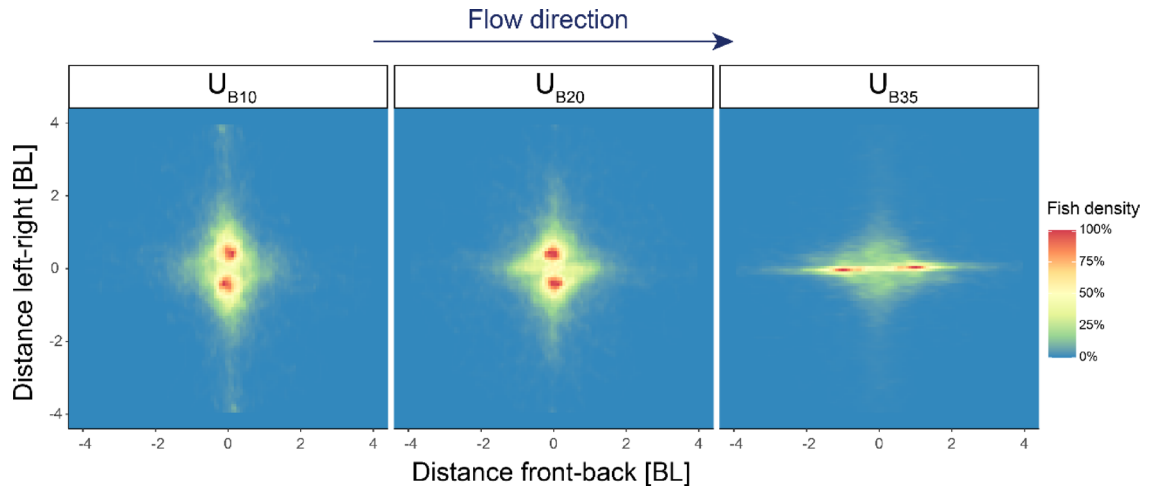 Flow direction
U_B10 U_B20 U_B35
Distance left-right [BL]
4
2
0
-2
-4
-4 -2 0 2 4 -4 -2 0 2 4 -4 -2 0 2 4
Distance front-back [BL]
Fish density
100%
75%
50%
25%
0%